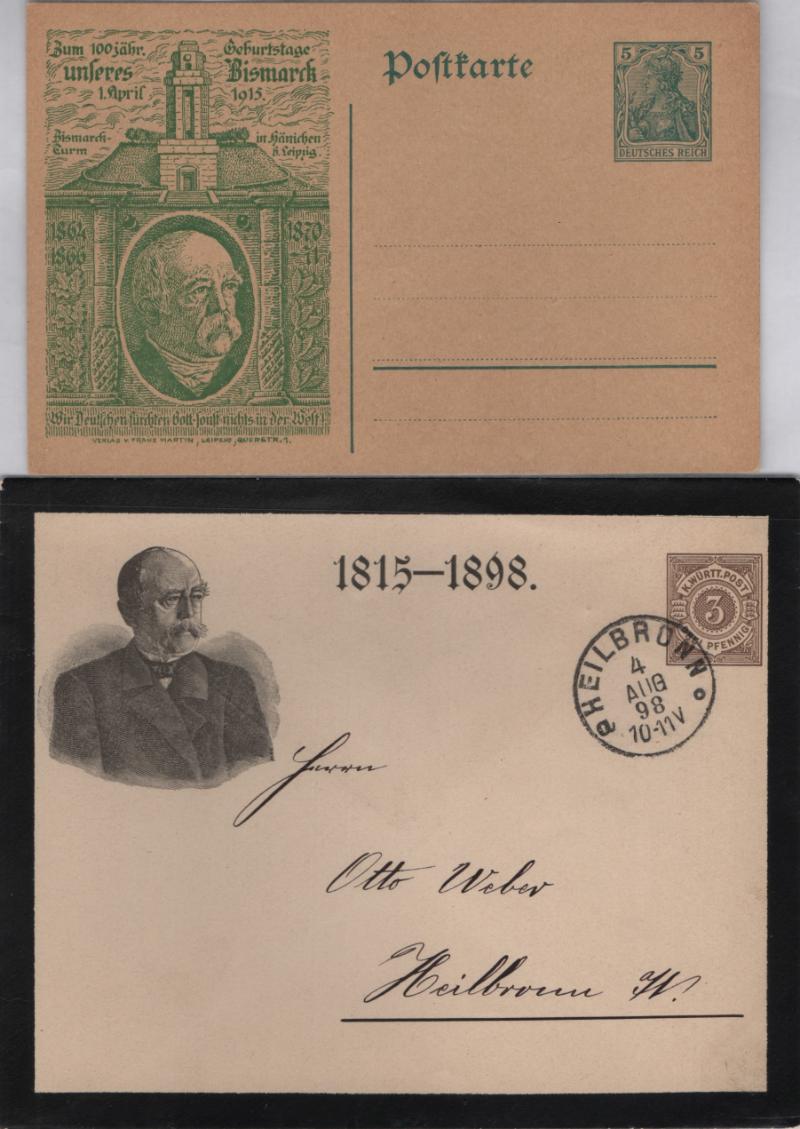 Zum 100 jähr. Geburtstage
unseres Bismarck
1. April 1915.
Bismarck-Turm in Hänichen b. Leipzig.
1864 1870
1866 -71
Wir Deutschen fürchten Gott, sonst nichts in der Welt!
VERLAG V. FRANZ MARTIN, LEIPZIG, QUERSTR. 1.
Postkarte
5 5
DEUTSCHES REICH
1815—1898.
K. WÜRTT. POST
3
PFENNIG
HEILBRONN
4
AUG
98
10-11V
Herrn
Otto Weber
Heilbronn